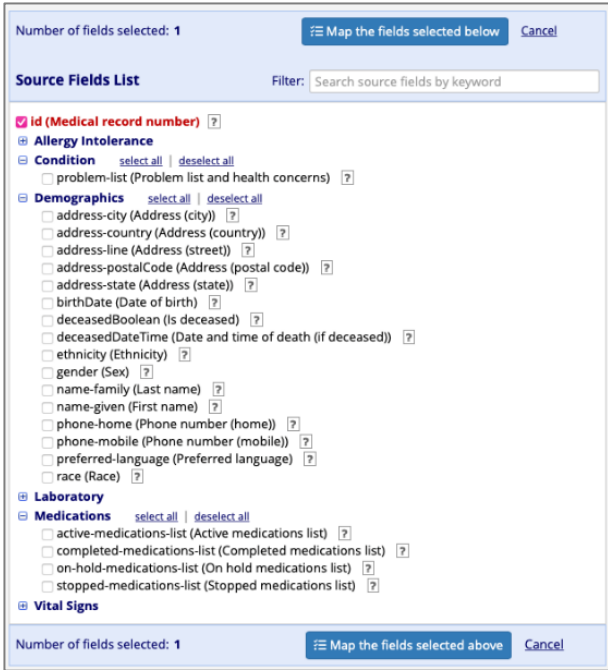 Number of fields selected: 1 Map the fields selected below Cancel
Source Fields List Filter: Search source fields by keyword
id (Medical record number) ?
Allergy Intolerance
Condition select all | deselect all
problem-list (Problem list and health concerns) ?
Demographics select all | deselect all
address-city (Address (city)) ?
address-country (Address (country)) ?
address-line (Address (street)) ?
address-postalCode (Address (postal code)) ?
address-state (Address (state)) ?
birthDate (Date of birth) ?
deceasedBoolean (Is deceased) ?
deceasedDateTime (Date and time of death (if deceased)) ?
ethnicity (Ethnicity) ?
gender (Sex) ?
name-family (Last name) ?
name-given (First name) ?
phone-home (Phone number (home)) ?
phone-mobile (Phone number (mobile)) ?
preferred-language (Preferred language) ?
race (Race) ?
Laboratory
Medications select all | deselect all
active-medications-list (Active medications list) ?
completed-medications-list (Completed medications list) ?
on-hold-medications-list (On hold medications list) ?
stopped-medications-list (Stopped medications list) ?
Vital Signs
Number of fields selected: 1 Map the fields selected above Cancel